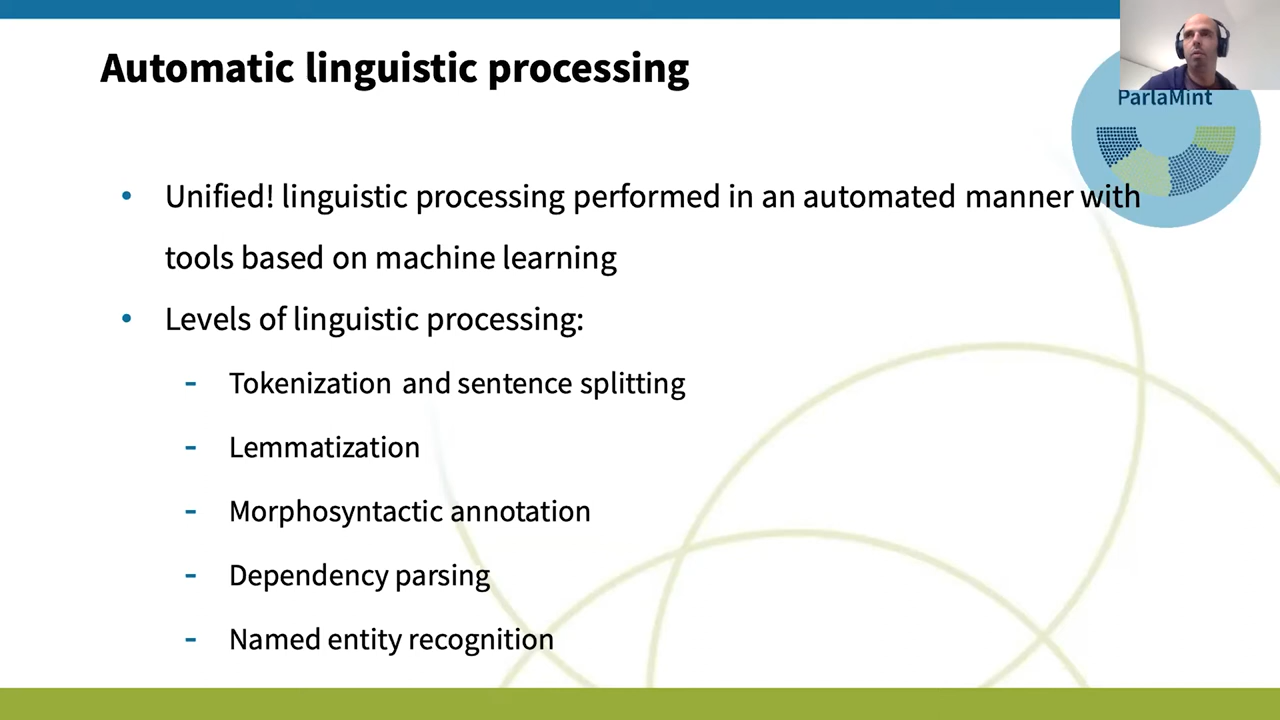 Automatic linguistic processing
ParlaMint
• Unified! linguistic processing performed in an automated manner with
tools based on machine learning
• Levels of linguistic processing:
- Tokenization and sentence splitting
- Lemmatization
- Morphosyntactic annotation
- Dependency parsing
- Named entity recognition